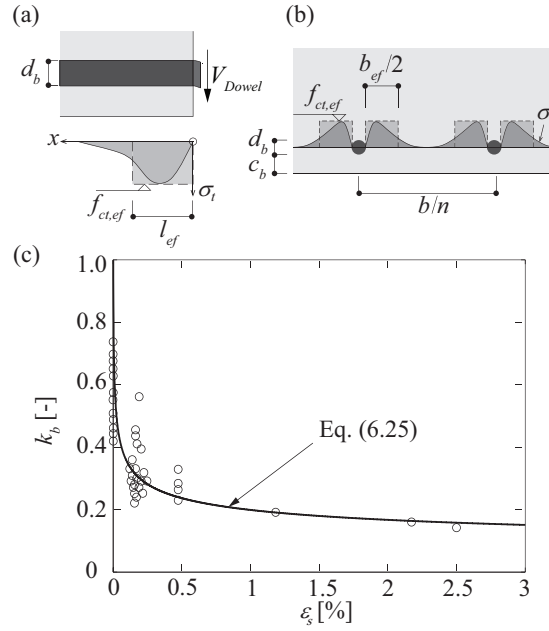 (a)
d_b
V_Dowel
x
σ_t
f_ct,ef
l_ef
(b)
b_ef/2
f_ct,ef
σ
d_b
c_b
b/n
(c)
k_b [-]
1.0
0.8
0.6
0.4
0.2
0
Eq. (6.25)
0 0.5 1 1.5 2 2.5 3
ε_s [%]